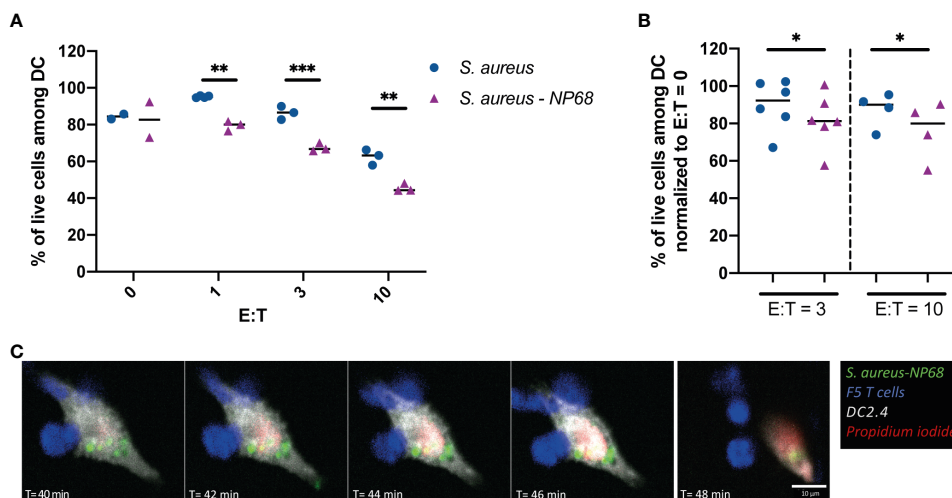 A
% of live cells among DC
120
100
80
60
40
20
0
0
1
3
10
E:T
**
***
**
S. aureus
S. aureus - NP68
B
% of live cells among DC
normalized to E:T = 0
120
100
80
60
40
20
0
*
*
E:T = 3
E:T = 10
C
T= 40 min
T= 42 min
T= 44 min
T= 46 min
T= 48 min
10 µm
S. aureus-NP68
F5 T cells
DC2.4
Propidium iodide